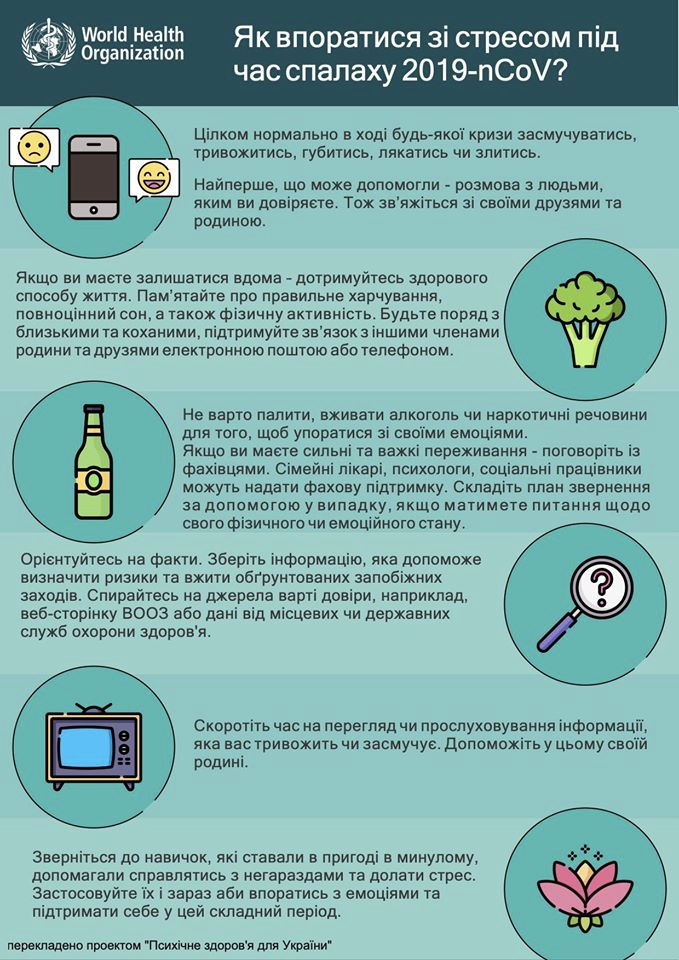 World Health
Organization
Як впоратися зі стресом під
час спалаху 2019-nCoV?
Цілком нормально в ході будь-якої кризи засмучуватись,
тривожитись, губитись, лякатись чи злитись.
Найперше, що може допомогли - розмова з людьми,
яким ви довіряєте. Тож зв’яжіться зі своїми друзями та
родиною.
Якщо ви маєте залишатися вдома - дотримуйтесь здорового
способу життя. Пам’ятайте про правильне харчування,
повноцінний сон, а також фізичну активність. Будьте поряд з
близькими та коханими, підтримуйте зв’язок з іншими членами
родини та друзями електронною поштою або телефоном.
Не варто палити, вживати алкоголь чи наркотичні речовини
для того, щоб упоратися зі своїми емоціями.
Якщо ви маєте сильні та важкі переживання - поговоріть із
фахівцями. Сімейні лікарі, психологи, соціальні працівники
можуть надати фахову підтримку. Складіть план звернення
за допомогою у випадку, якщо матимете питання щодо
свого фізичного чи емоційного стану.
Орієнтуйтесь на факти. Зберіть інформацію, яка допоможе
визначити ризики та вжити обґрунтованих запобіжних
заходів. Спирайтесь на джерела варті довіри, наприклад,
веб-сторінку ВООЗ або дані від місцевих чи державних
служб охорони здоров'я.
?
Скоротіть час на перегляд чи прослуховування інформації,
яка вас тривожить чи засмучує. Допоможіть у цьому своїй
родині.
Зверніться до навичок, які ставали в пригоді в минулому,
допомагали справлятись з негараздами та долати стрес.
Застосовуйте їх і зараз аби впоратись з емоціями та
підтримати себе у цей складний період.
перекладено проектом "Психічне здоров'я для України"